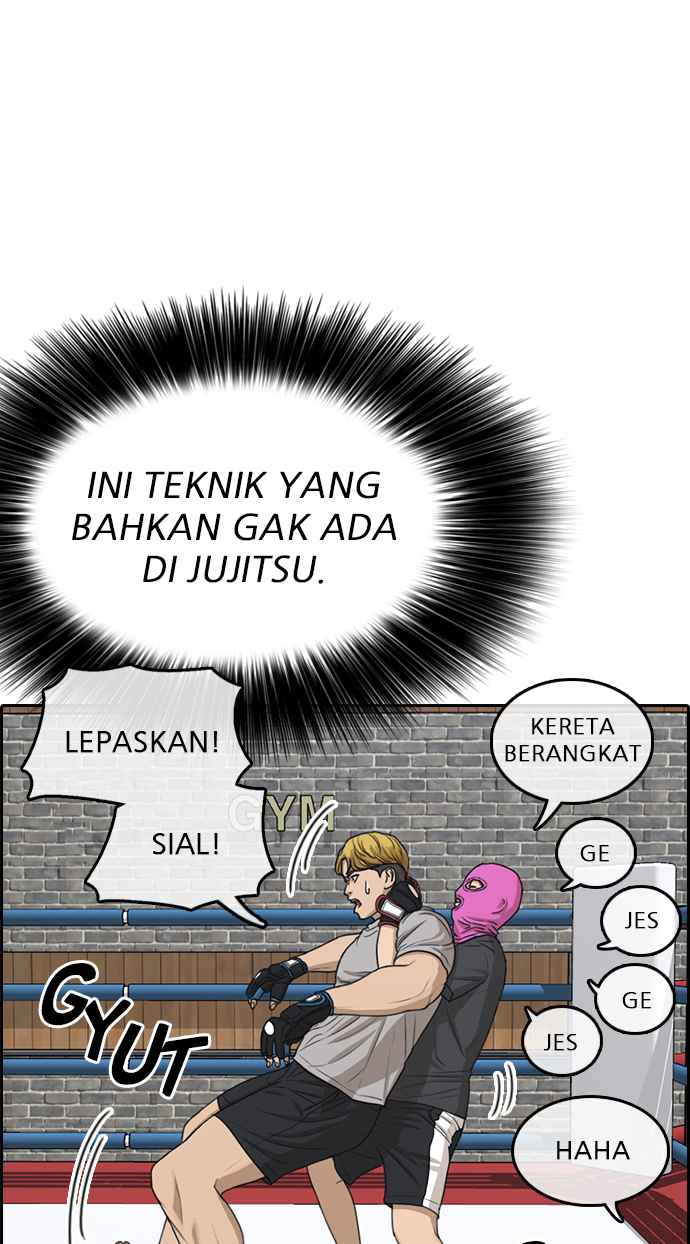 INI TEKNIK YANG
BAHKAN GAK ADA
DI JUJITSU.
LEPASKAN!
SIAL!
KERETA
BERANGKAT
GYM
GE
JES
GE
JES
GYUT
HAHA